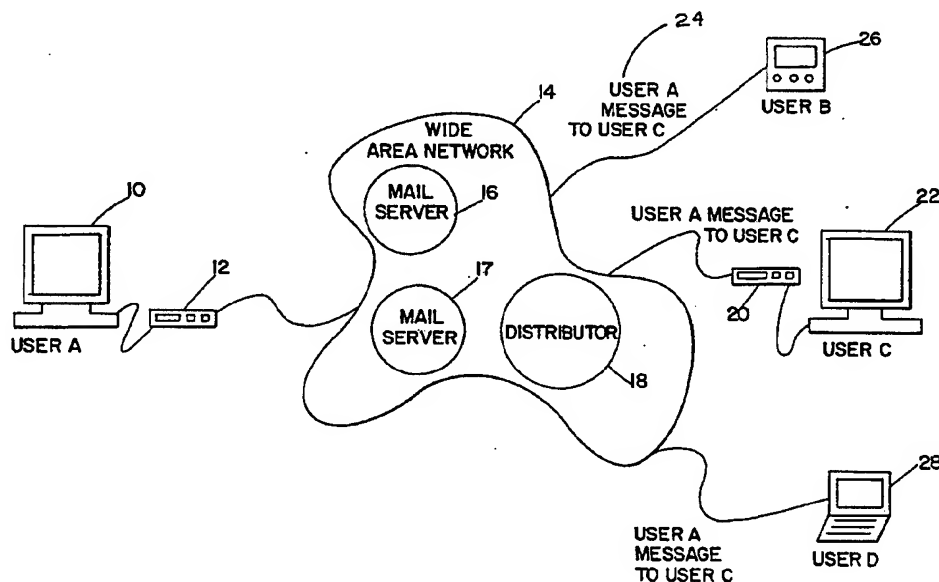 24
26
USER A
MESSAGE
TO USER C
USER B
14
WIDE
AREA NETWORK
10
MAIL
SERVER
16
USER A MESSAGE
TO USER C
22
12
17
USER A
MAIL
SERVER
DISTRIBUTOR
20
USER C
18
28
USER A
MESSAGE
TO USER C
USER D